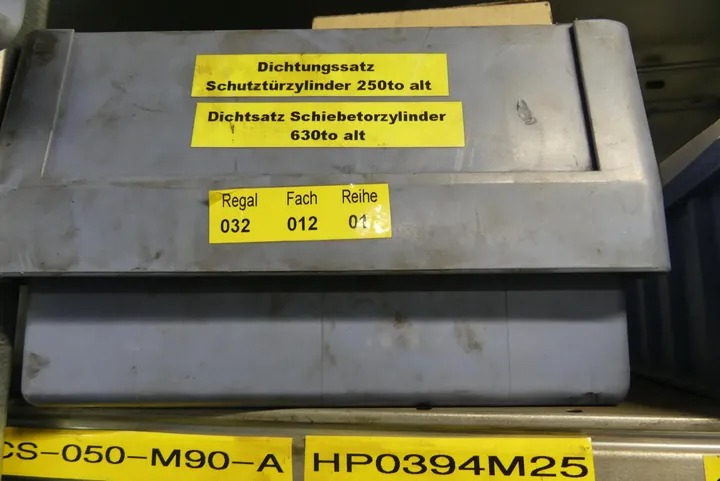 Dichtungssatz
Schutztürzylinder 250to alt
Dichtsatz Schiebetorzylinder
630to alt
Regal Fach Reihe
032 012 01
CS-050-M90-A
HP0394M25